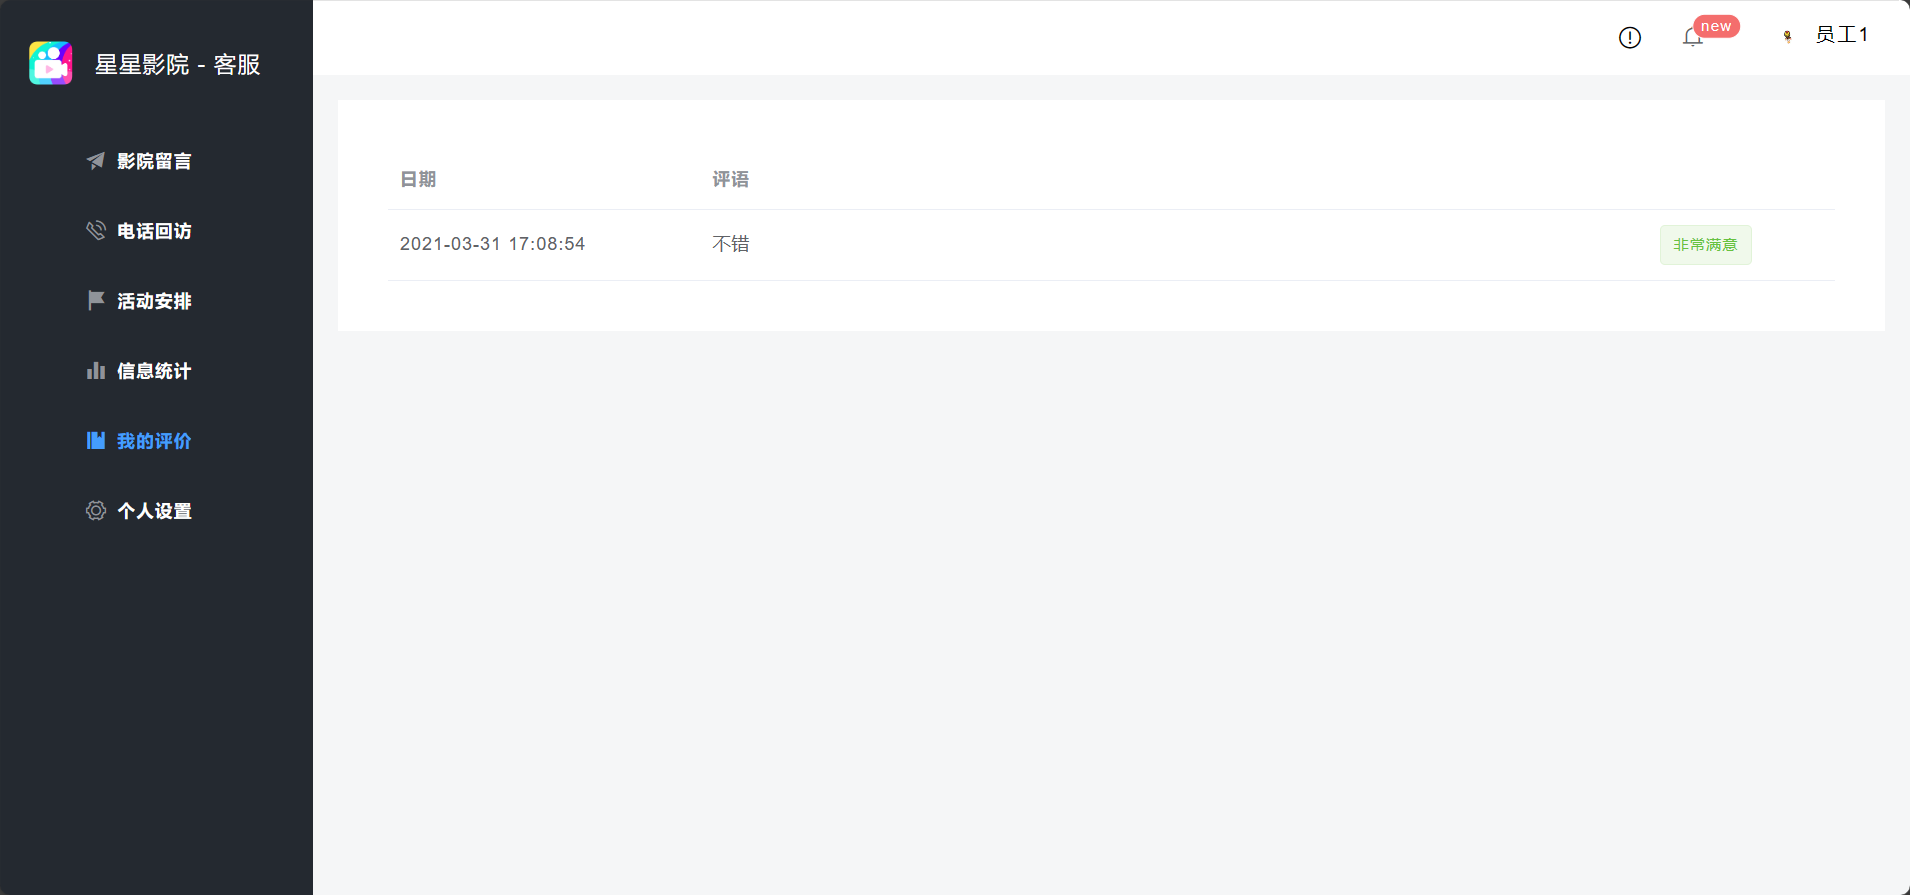 星星影院 - 客服
new
员工1
影院留言
电话回访
活动安排
信息统计
我的评价
个人设置
日期 评语
2021-03-31 17:08:54 不错 非常满意